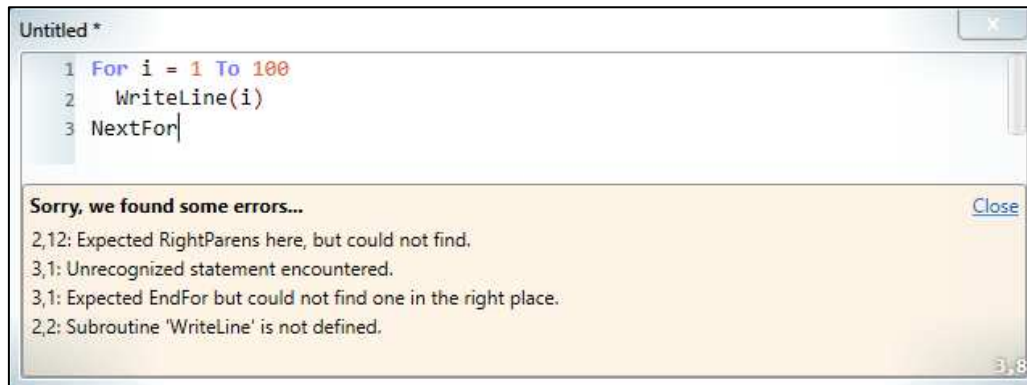 Untitled *
X
1 For i = 1 To 100
2 WriteLine(i)
3 NextFor
Sorry, we found some errors... Close
2,12: Expected RightParens here, but could not find.
3,1: Unrecognized statement encountered.
3,1: Expected EndFor but could not find one in the right place.
2,2: Subroutine 'WriteLine' is not defined.
3,8